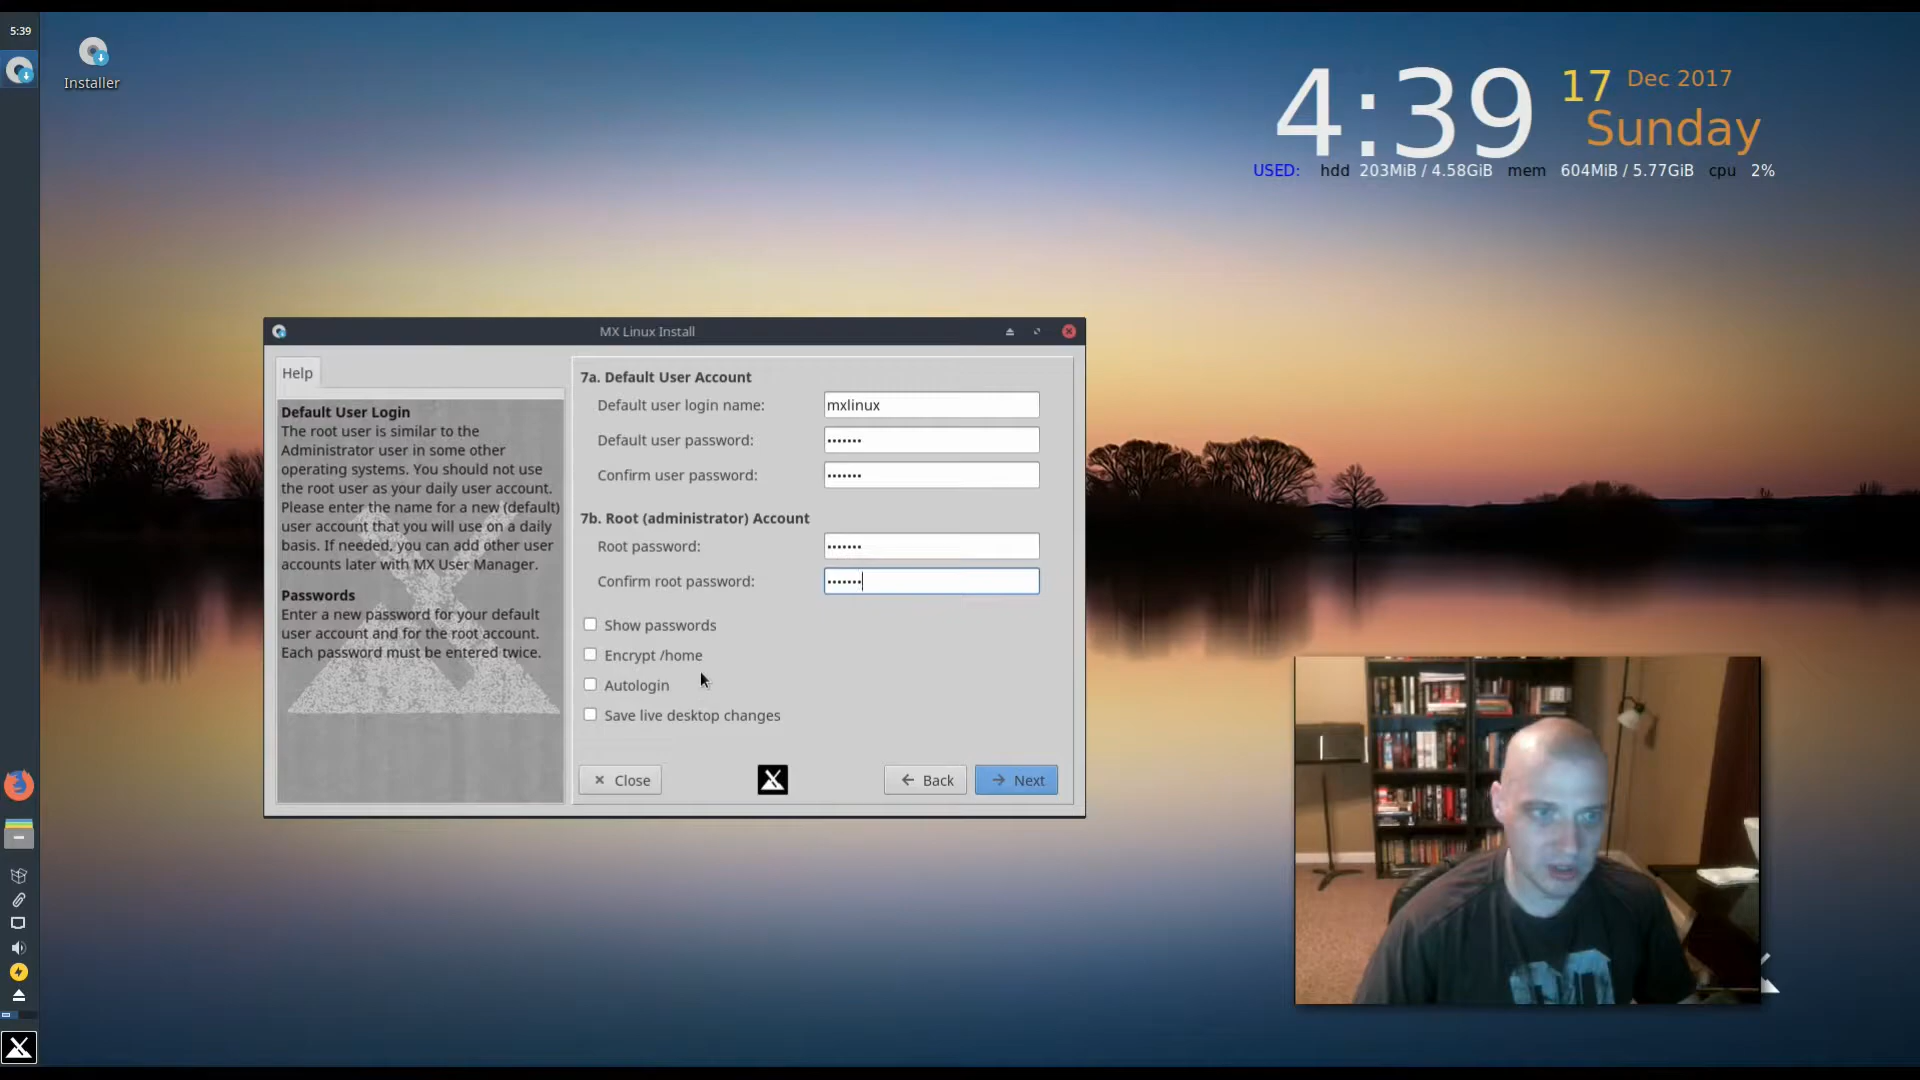 5:39
Installer
4:39
17 Dec 2017
Sunday
USED: hdd 203MiB / 4.58GiB mem 604MiB / 5.77GiB cpu 2%
MX Linux Install
Help
Default User Login
The root user is similar to the
Administrator user in some other
operating systems. You should not use
the root user as your daily user account.
Please enter the name for a new (default)
user account that you will use on a daily
basis. If needed, you can add other user
accounts later with MX User Manager.
Passwords
Enter a new password for your default
user account and for the root account.
Each password must be entered twice.
7a. Default User Account
Default user login name: mxlinux
Default user password: •••••••
Confirm user password: •••••••
7b. Root (administrator) Account
Root password: •••••••
Confirm root password: •••••••
Show passwords
Encrypt /home
Autologin
Save live desktop changes
Close
Back
Next